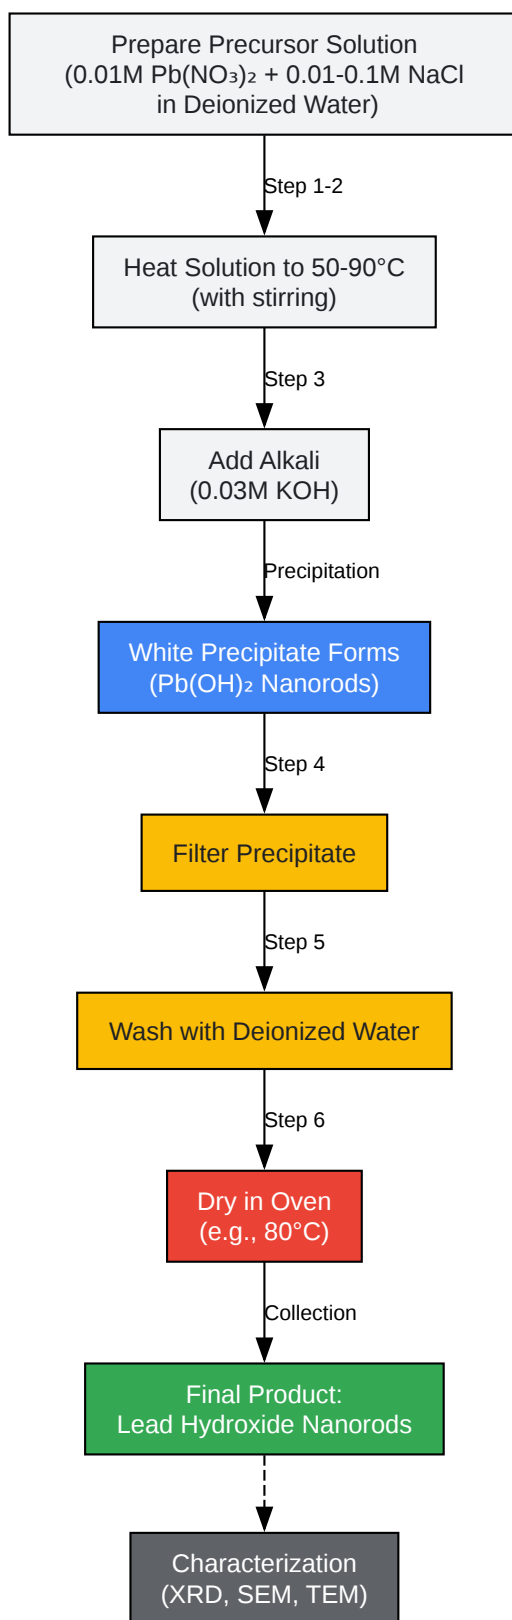 Prepare Precursor Solution
(0.01M Pb(NO₃)₂ + 0.01-0.1M NaCl
in Deionized Water)
Step 1-2
Heat Solution to 50-90°C
(with stirring)
Step 3
Add Alkali
(0.03M KOH)
Precipitation
White Precipitate Forms
(Pb(OH)₂ Nanorods)
Step 4
Filter Precipitate
Step 5
Wash with Deionized Water
Step 6
Dry in Oven
(e.g., 80°C)
Collection
Final Product:
Lead Hydroxide Nanorods
Characterization
(XRD, SEM, TEM)